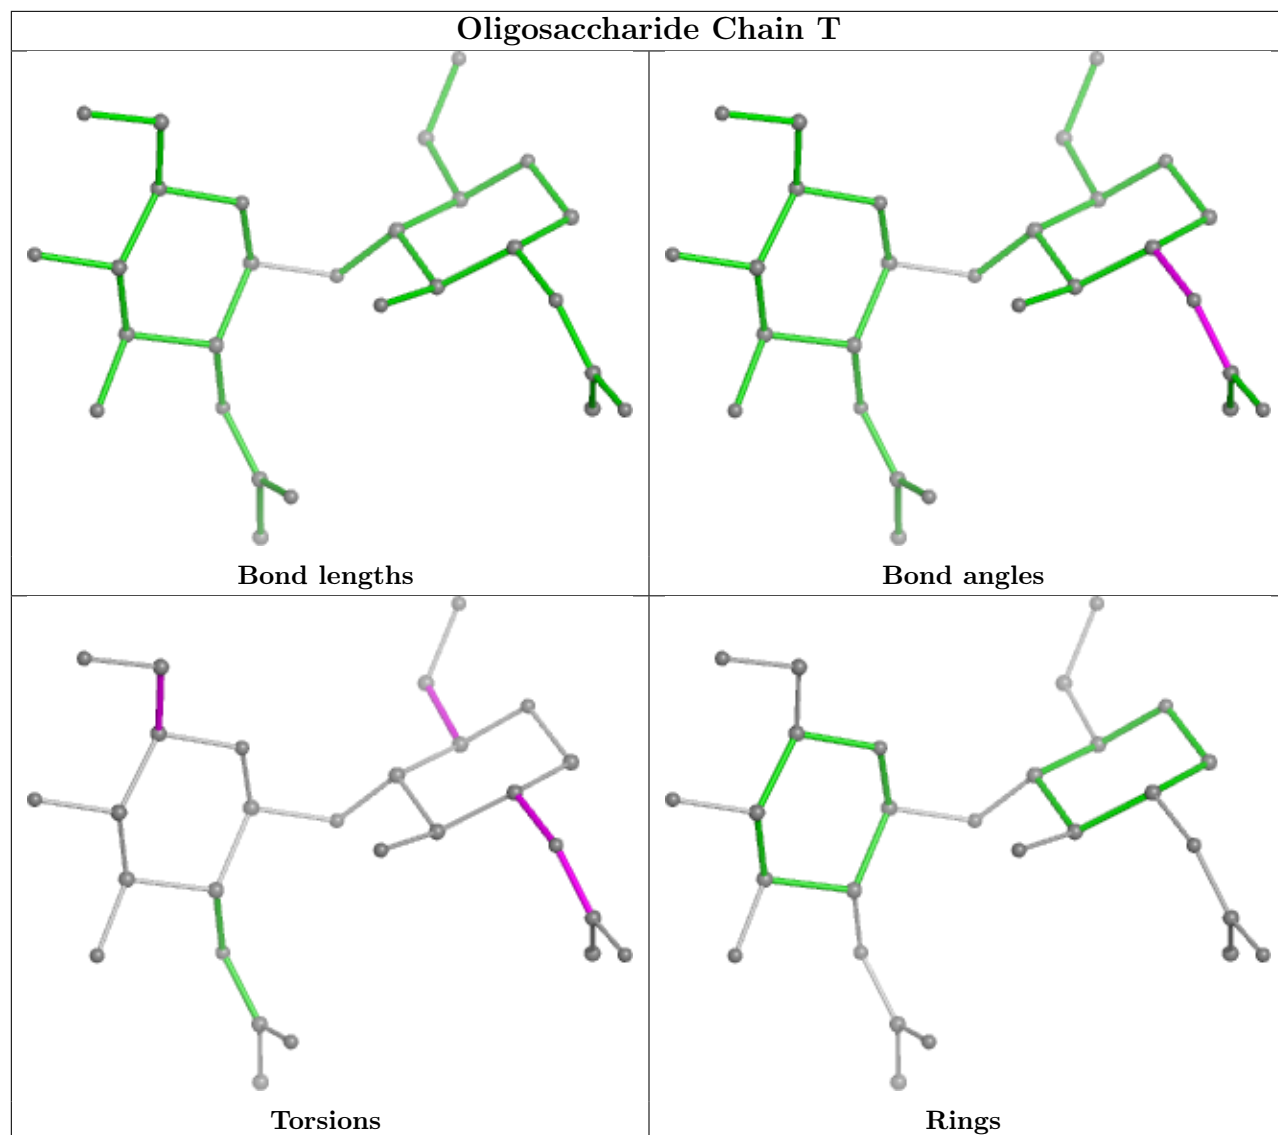 Oligosaccharide Chain T
Bond lengths
Bond angles
Torsions
Rings